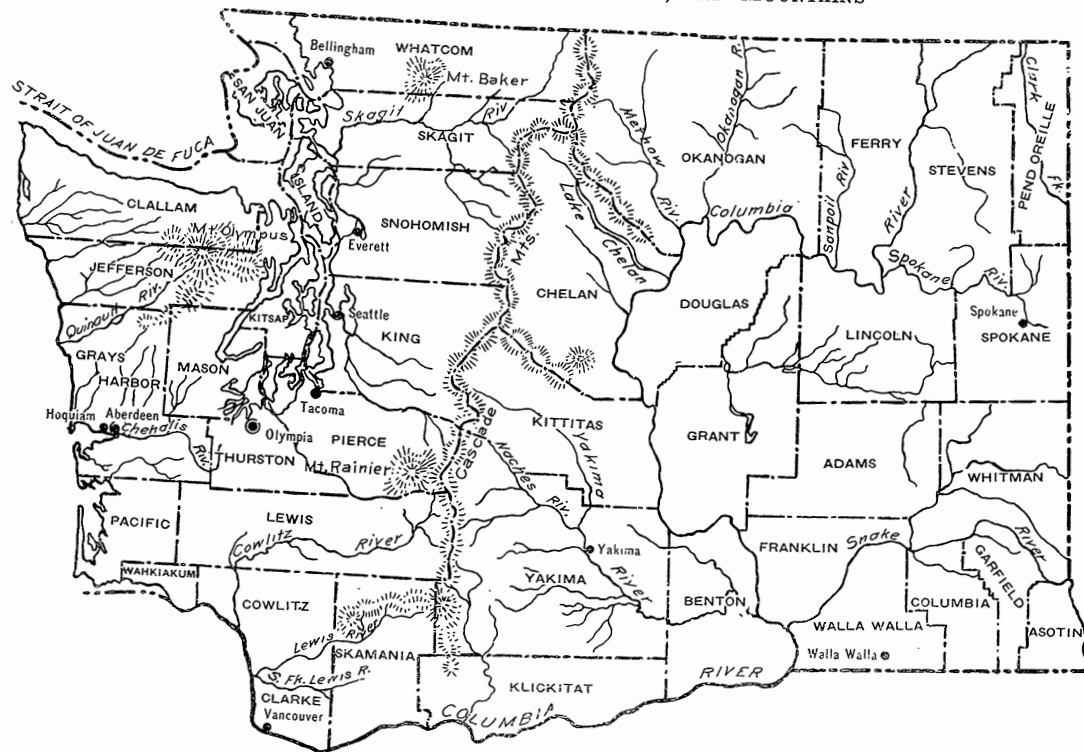 MOUNTAINS
Bellingham
WHATCOM
Mt. Baker
SAN JUAN
STRAIT OF JUAN DE FUCA
Skagit
Riv.
SKAGIT
Methow
Riv.
Okanogan R.
OKANOGAN
FERRY
Sanpoil Riv
River
STEVENS
PEND OREILLE
Clark
Fk.
ISLAND
CLALLAM
Mt. Olympus
SNOHOMISH
Everett
Mts.
Lake
Chelan
Columbia
JEFFERSON
Quinault
Riv.
KITSAP
Seattle
KING
CHELAN
DOUGLAS
Spokane
Riv.
LINCOLN
Spokane
SPOKANE
GRAYS
HARBOR
MASON
Hoquiam
Aberdeen
Chehalis
Riv.
Tacoma
Olympia
PIERCE
THURSTON
Mt. Rainier
Cascade
KITTITAS
Naches
Riv.
Yakima
GRANT
ADAMS
WHITMAN
PACIFIC
LEWIS
Cowlitz
River
Yakima
YAKIMA
River
FRANKLIN
Snake
River
GARFIELD
WAHKIAKUM
COWLITZ
BENTON
COLUMBIA
ASOTIN
WALLA WALLA
Walla Walla
Lewis River
SKAMANIA
S. Fk. Lewis R.
KLICKITAT
RIVER
COLUMBIA
CLARKE
Vancouver